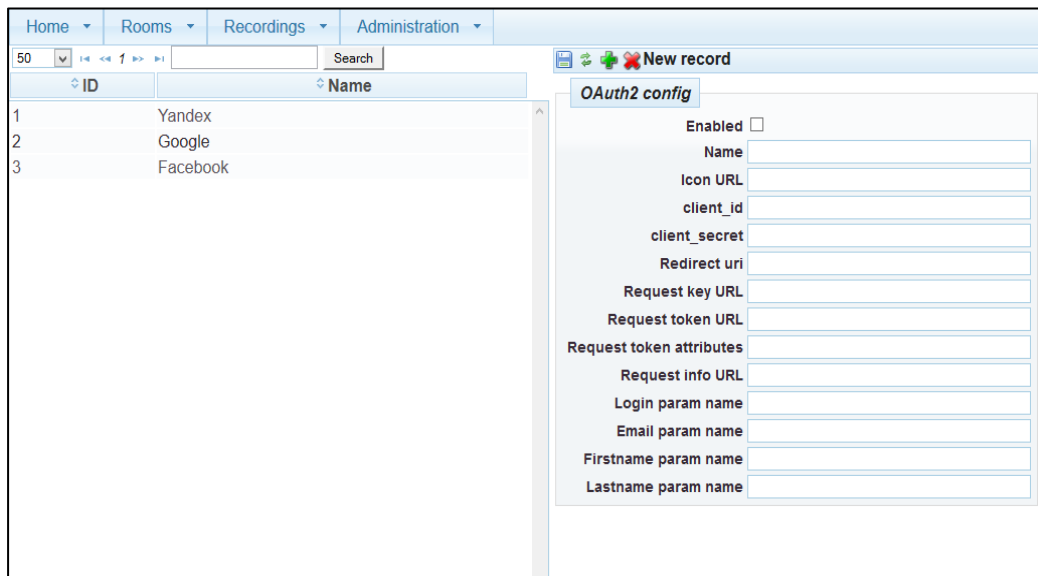 Home Rooms Recordings Administration
50 1 Search
ID Name
1 Yandex
2 Google
3 Facebook
New record
OAuth2 config
Enabled
Name
Icon URL
client_id
client_secret
Redirect uri
Request key URL
Request token URL
Request token attributes
Request info URL
Login param name
Email param name
Firstname param name
Lastname param name